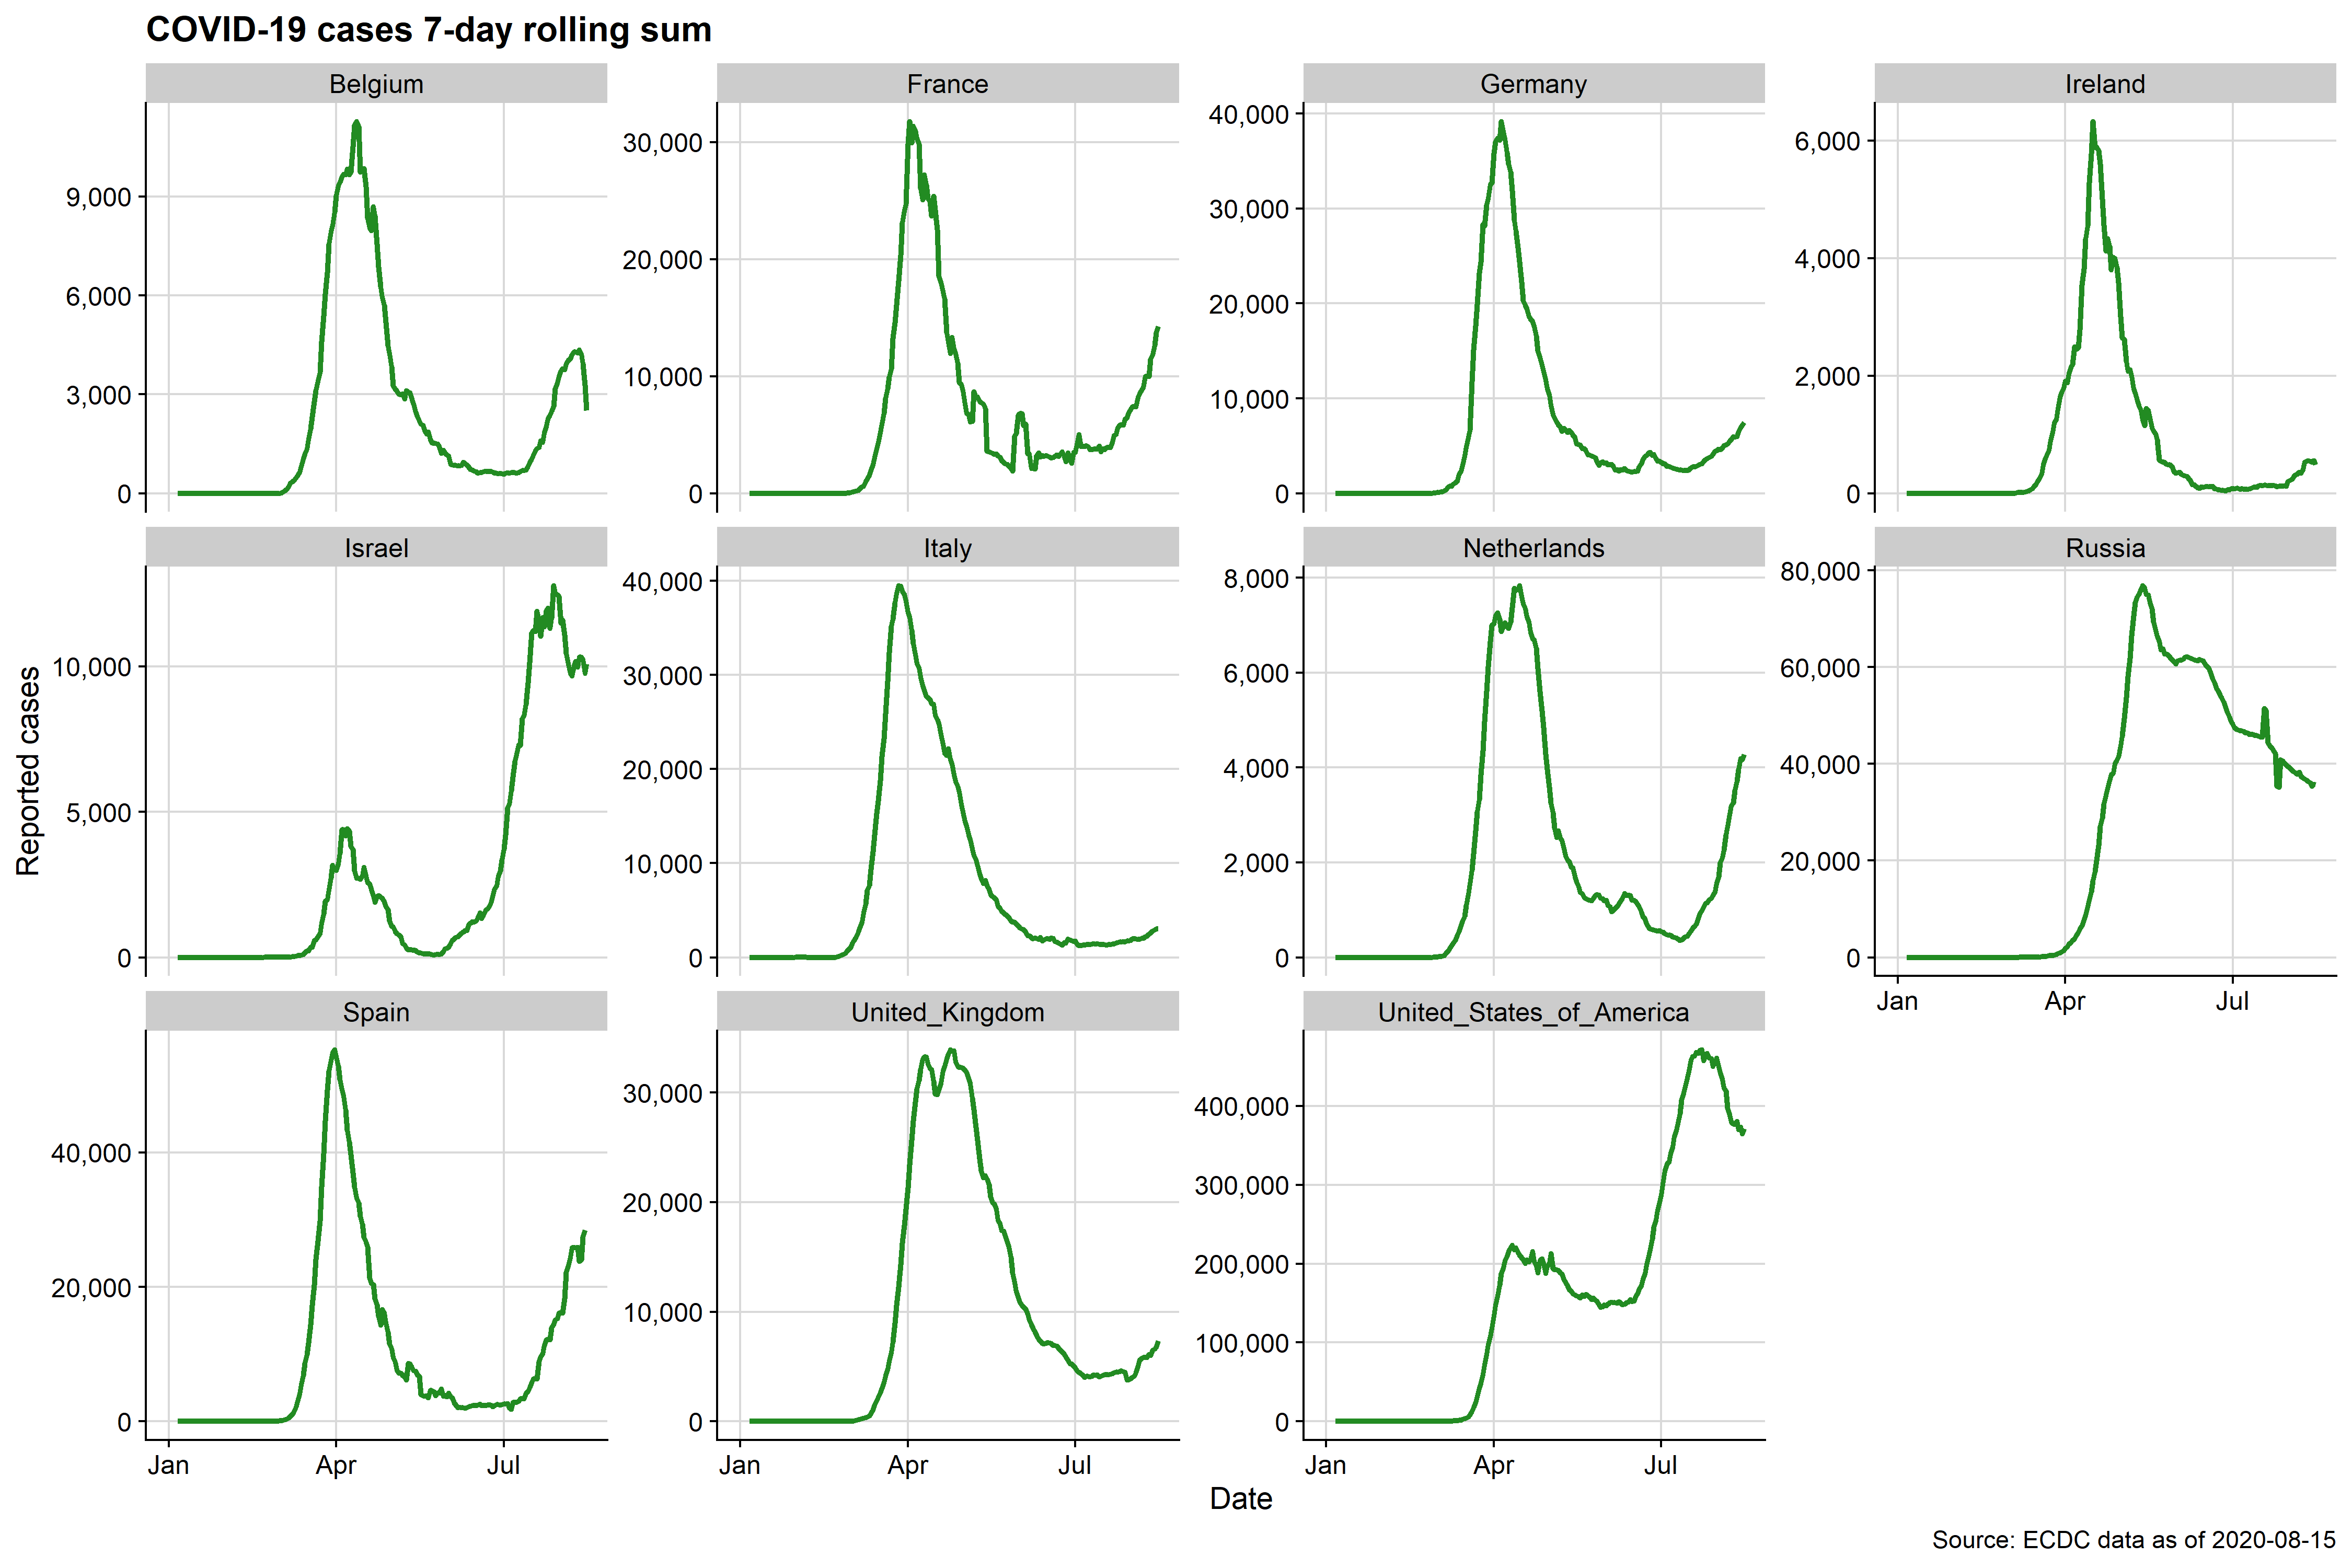 COVID-19 cases 7-day rolling sum
Belgium
France
Germany
Ireland
9,000
6,000
3,000
0
30,000
20,000
10,000
0
40,000
30,000
20,000
10,000
0
6,000
4,000
2,000
0
Israel
Italy
Netherlands
Russia
10,000
5,000
0
40,000
30,000
20,000
10,000
0
8,000
6,000
4,000
2,000
0
80,000
60,000
40,000
20,000
0
Jan
Apr
Jul
Reported cases
Spain
United_Kingdom
United_States_of_America
40,000
20,000
0
30,000
20,000
10,000
0
400,000
300,000
200,000
100,000
0
Jan
Apr
Jul
Jan
Apr
Jul
Jan
Apr
Jul
Date
Source: ECDC data as of 2020-08-15